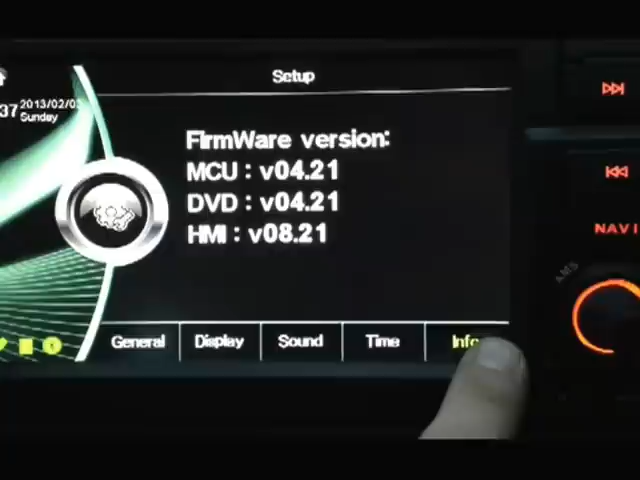 Setup
37
2013/02/03
Sunday
FirmWare version:
MCU : v04.21
DVD : v04.21
HMI : v08.21
NAVI
AMS
General
Display
Sound
Time
Info